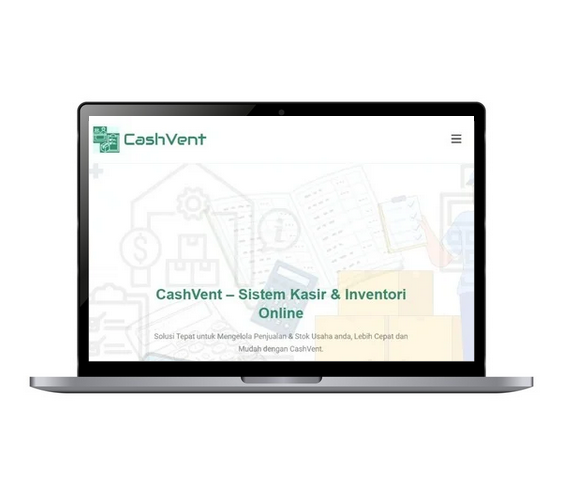 CashVent
CashVent – Sistem Kasir & Inventori
Online
Solusi Tepat untuk Mengelola Penjualan & Stok Usaha anda, Lebih Cepat dan
Mudah dengan CashVent.